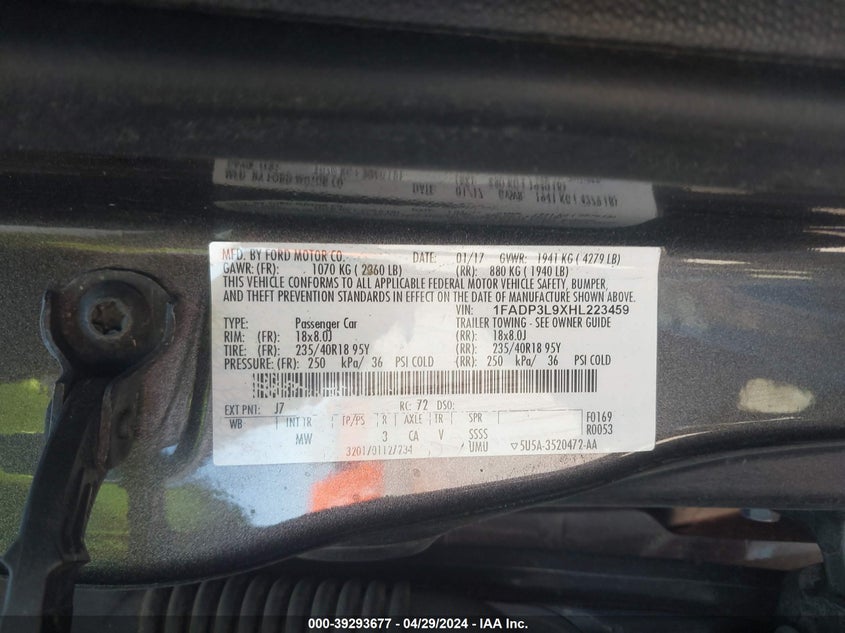 MFD. BY FORD MOTOR CO. DATE: 01/17 GVWR: 1941 KG ( 4279 LB)
GAWR: (FR): 1070 KG ( 2360 LB) (RR): 880 KG ( 1940 LB)
THIS VEHICLE CONFORMS TO ALL APPLICABLE FEDERAL MOTOR VEHICLE SAFETY, BUMPER,
AND THEFT PREVENTION STANDARDS IN EFFECT ON THE DATE OF MANUFACTURE SHOWN ABOVE.
VIN: 1FADP3L9XHL223459
TYPE: Passenger Car TRAILER TOWING - SEE OWNER GUIDE
RIM: (FR): 18x8.0J (RR): 18x8.0J
TIRE: (FR): 235/40R18 95Y (RR): 235/40R18 95Y
PRESSURE: (FR): 250 kPa/ 36 PSI COLD (RR): 250 kPa/ 36 PSI COLD
EXT PNT: J7 RC: 72 DSO:
WB INT TR TP/PS R AXLE TR SPR F0169
MW 3 CA V SSSS R0053
3201/0112/234 UMU 5U5A-3520472-AA
000-39293677 / 04/29/2024 - IAA Inc.